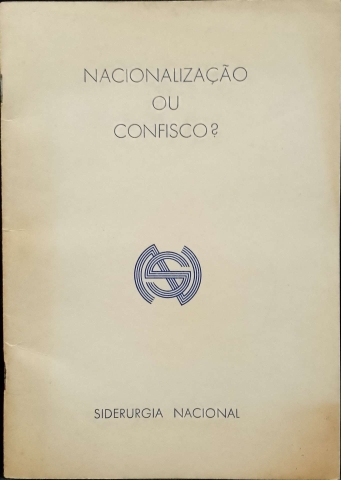 NACIONALIZAÇÃO
OU
CONFISCO?
SIDERURGIA NACIONAL